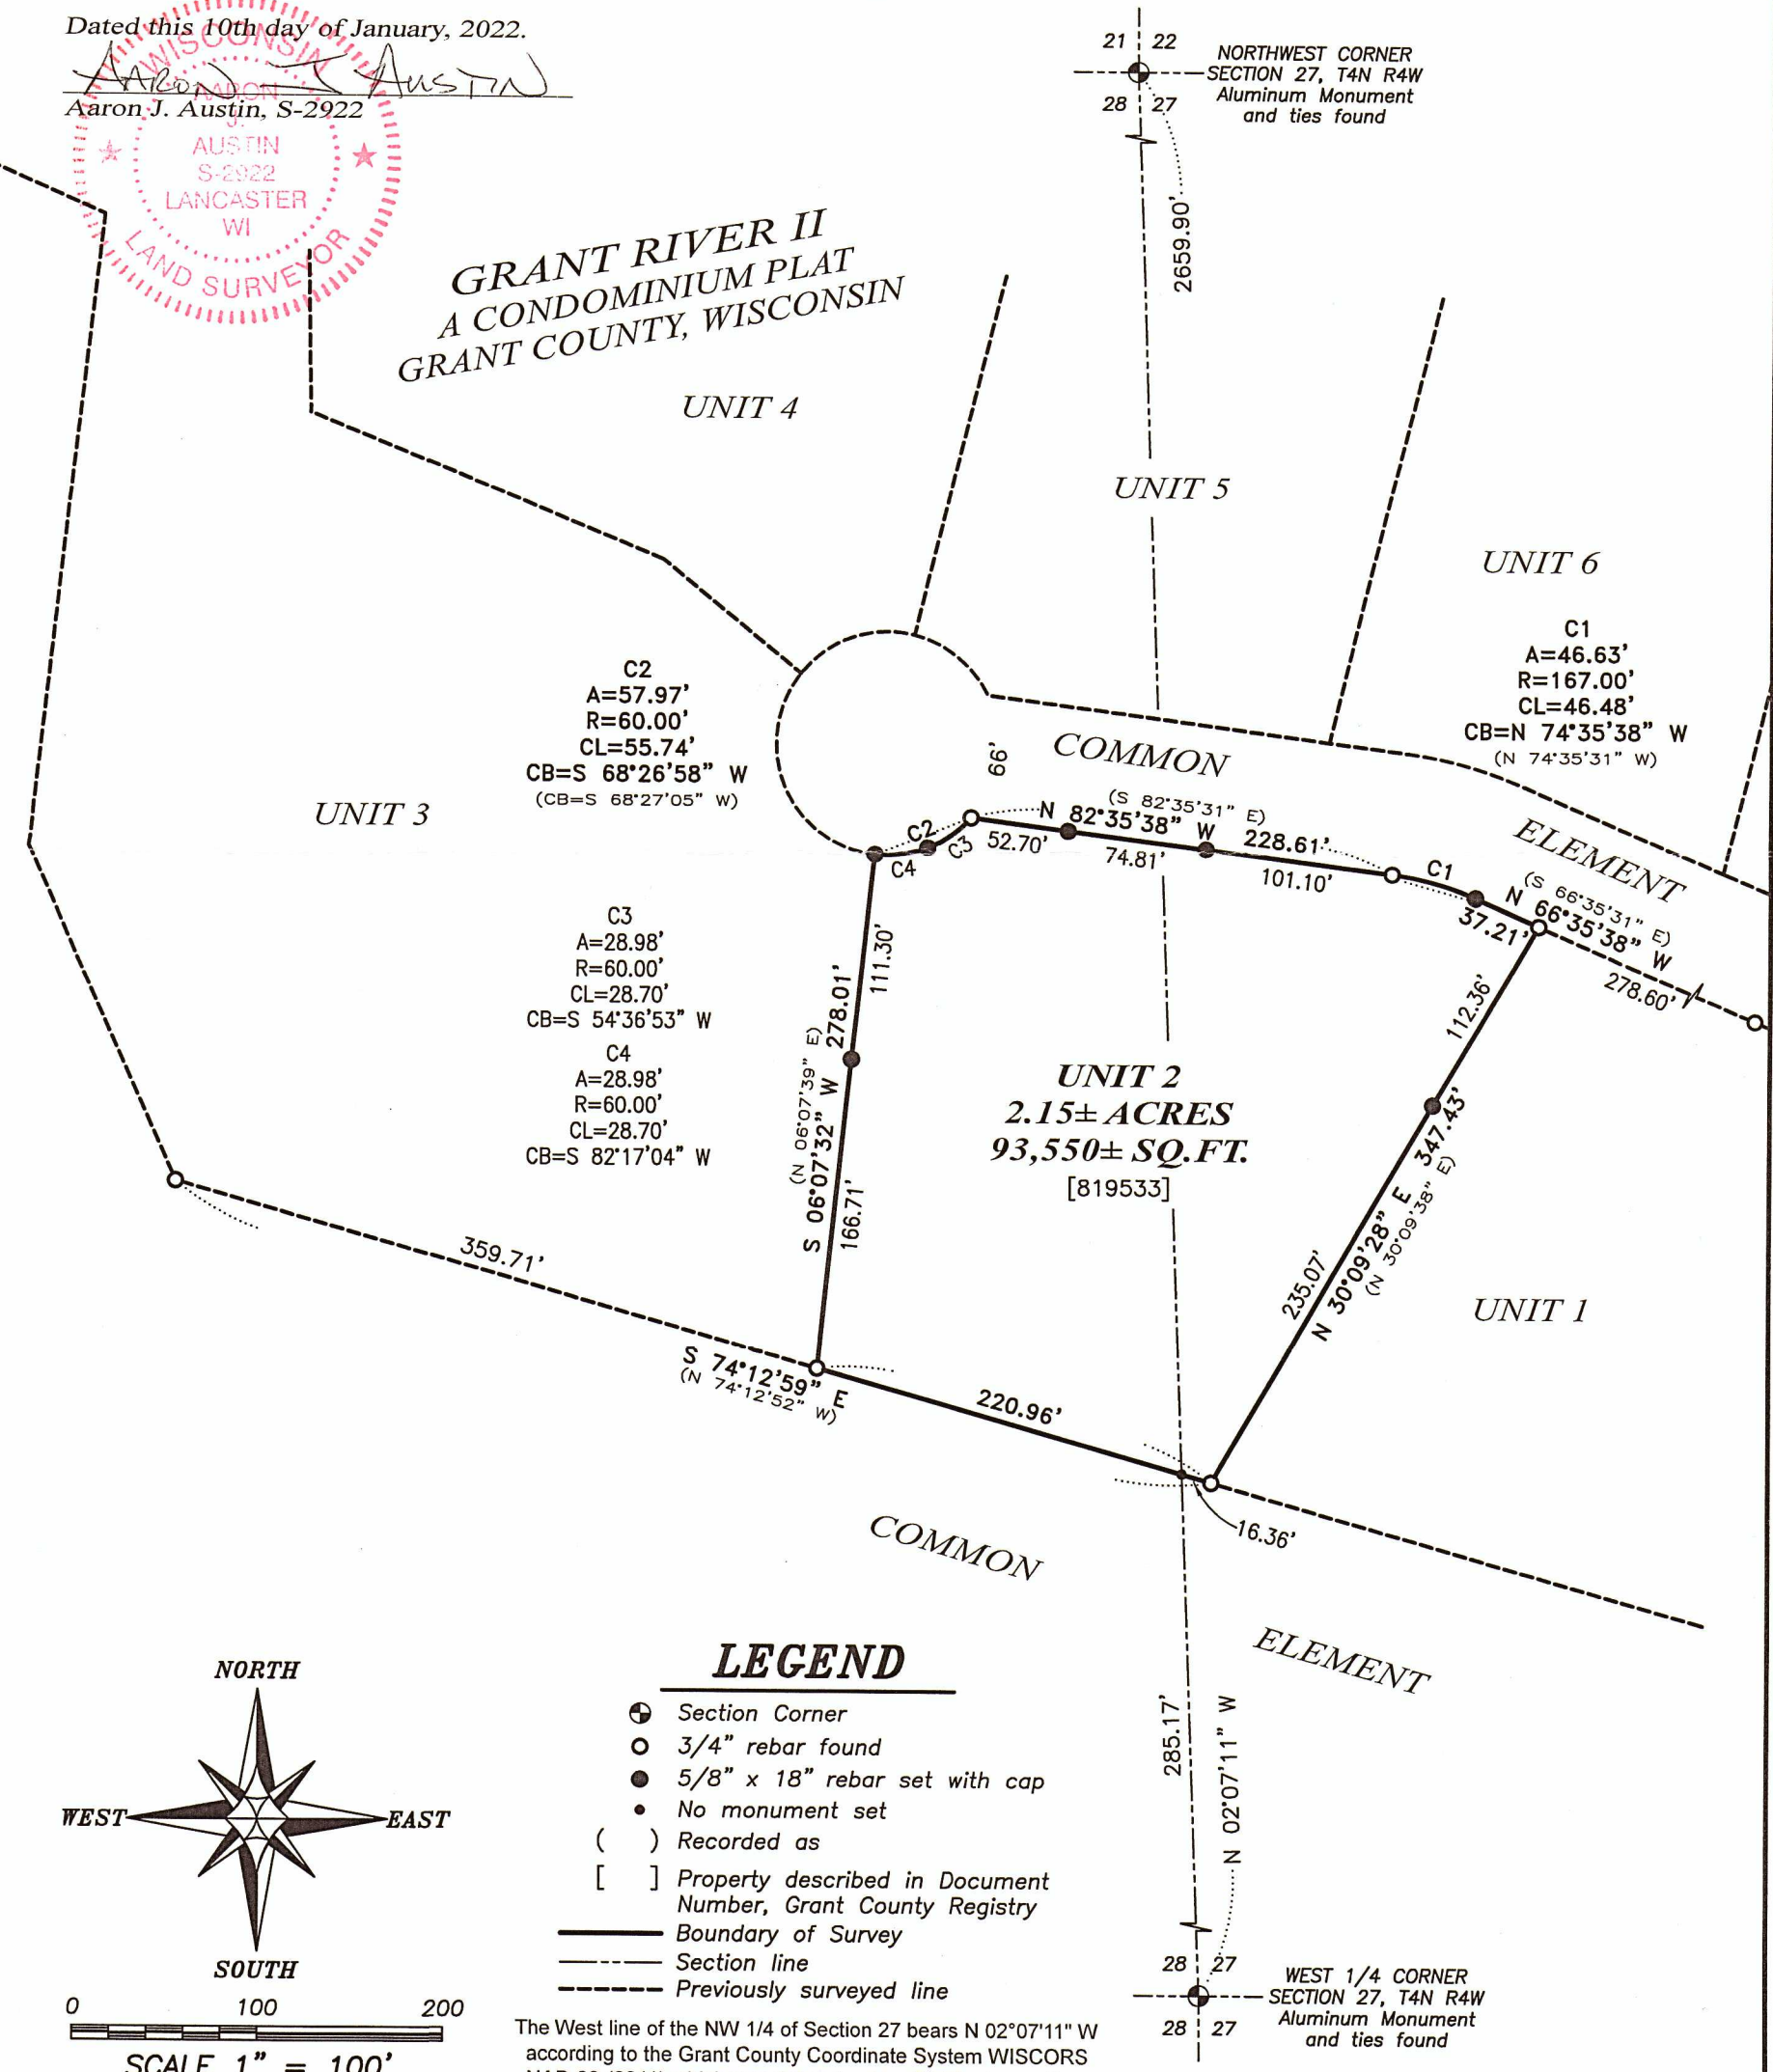 Dated this 10th day of January, 2022.
AARON J AUSTIN
Aaron J. Austin, S-2922
WISCONSIN
AARON
J.
AUSTIN
S-2922
LANCASTER
WI
LAND SURVEYOR
21 22
28 27
NORTHWEST CORNER
SECTION 27, T4N R4W
Aluminum Monument
and ties found
2659.90'
GRANT RIVER II
A CONDOMINIUM PLAT
GRANT COUNTY, WISCONSIN
UNIT 4
UNIT 5
UNIT 6
C1
A=46.63'
R=167.00'
CL=46.48'
CB=N 74°35'38" W
(N 74°35'31" W)
C2
A=57.97'
R=60.00'
CL=55.74'
CB=S 68°26'58" W
(CB=S 68°27'05" W)
UNIT 3
66'
COMMON
ELEMENT
(S 82°35'31" E)
N 82°35'38" W 228.61'
C2
C3
C4
52.70'
74.81'
101.10'
C1
(S 66°35'31" E)
N 66°35'38" W
37.21'
278.60'
C3
A=28.98'
R=60.00'
CL=28.70'
CB=S 54°36'53" W
C4
A=28.98'
R=60.00'
CL=28.70'
CB=S 82°17'04" W
111.30'
S 06°07'32" W 278.01'
(N 06°07'39" E)
166.71'
UNIT 2
2.15± ACRES
93,550± SQ.FT.
[819533]
112.36'
N 30°09'28" E 347.43'
(N 30°09'38" E)
235.07'
UNIT 1
359.71'
S 74°12'59" E
(N 74°12'52" W)
220.96'
16.36'
COMMON
ELEMENT
285.17'
N 02°07'11" W
NORTH
WEST
EAST
SOUTH
0 100 200
SCALE 1" = 100'
LEGEND
Section Corner
3/4" rebar found
5/8" x 18" rebar set with cap
No monument set
( ) Recorded as
[ ] Property described in Document
Number, Grant County Registry
Boundary of Survey
Section line
Previously surveyed line
The West line of the NW 1/4 of Section 27 bears N 02°07'11" W
according to the Grant County Coordinate System WISCORS
28 27
28 27
WEST 1/4 CORNER
SECTION 27, T4N R4W
Aluminum Monument
and ties found